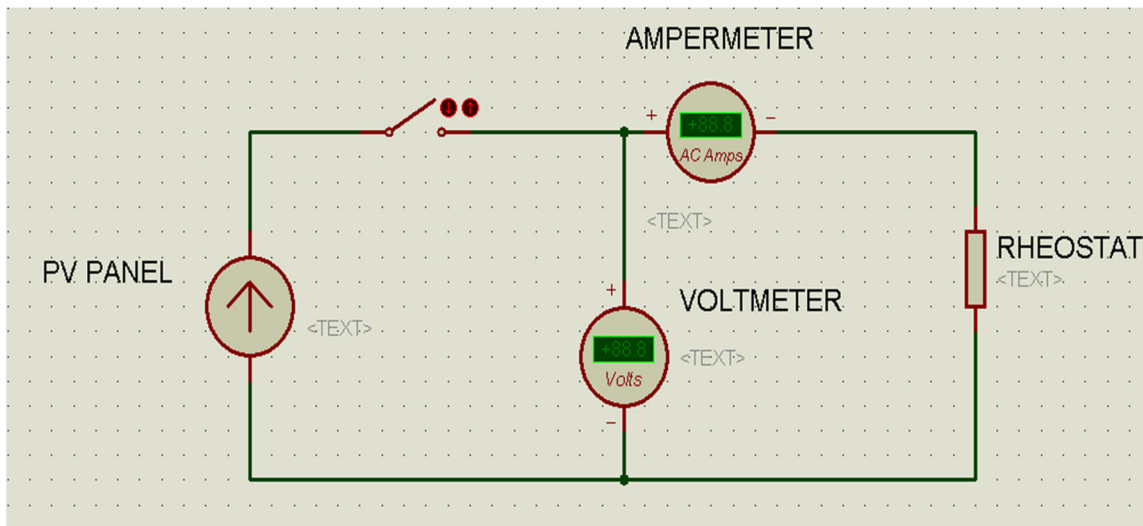 AMPERMETER
+88.8
AC Amps
<TEXT>
PV PANEL
<TEXT>
RHEOSTAT
<TEXT>
VOLTMETER
<TEXT>
+88.8
Volts